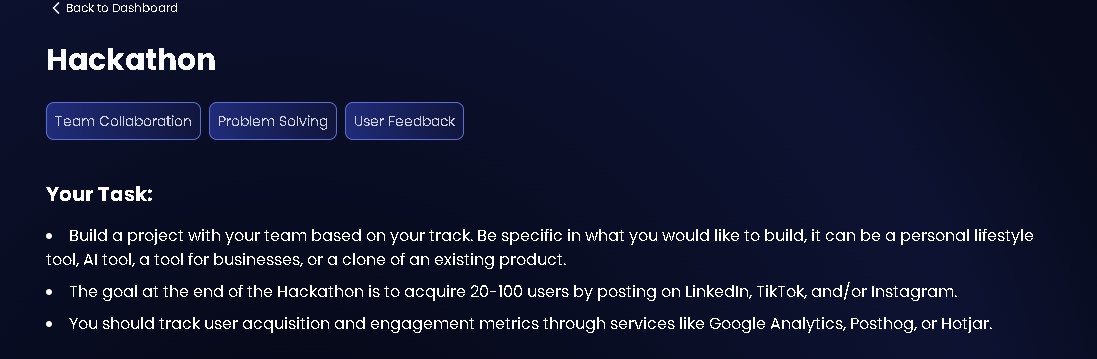 Back to Dashboard
Hackathon
Team Collaboration Problem Solving User Feedback
Your Task:
• Build a project with your team based on your track. Be specific in what you would like to build, it can be a personal lifestyle
tool, AI tool, a tool for businesses, or a clone of an existing product.
• The goal at the end of the Hackathon is to acquire 20-100 users by posting on LinkedIn, TikTok, and/or Instagram.
• You should track user acquisition and engagement metrics through services like Google Analytics, Posthog, or Hotjar.